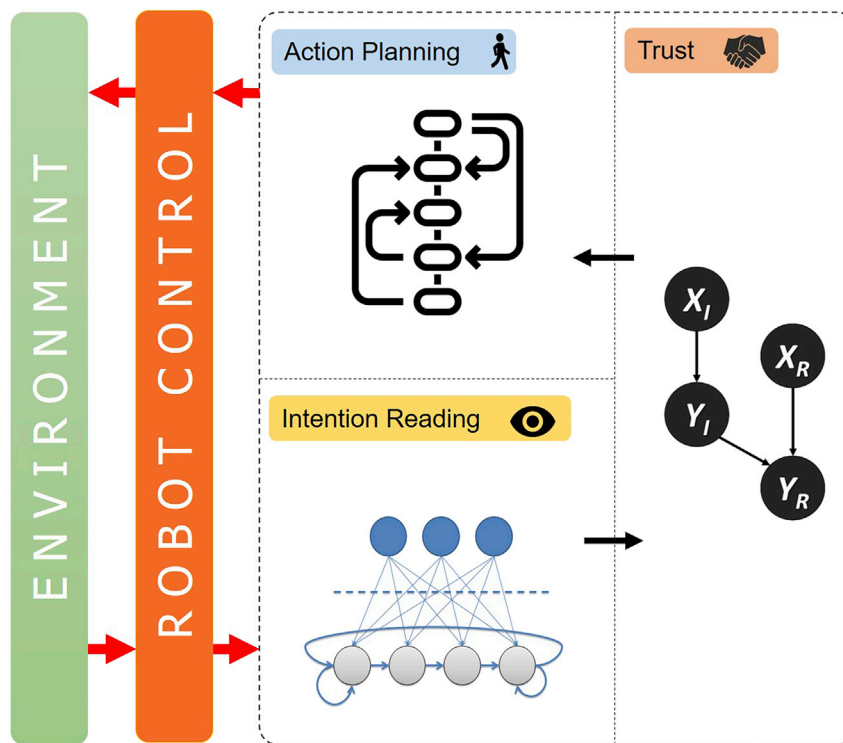 ENVIRONMENT
ROBOT CONTROL
Action Planning
Trust
Intention Reading
X_I
X_R
Y_I
Y_R